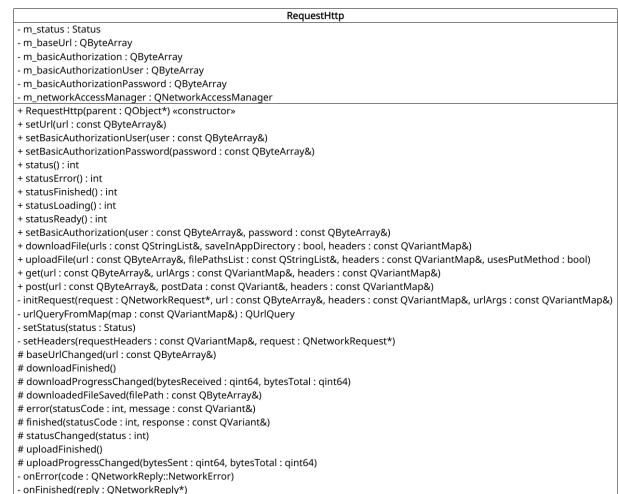 RequestHttp
- m_status : Status
- m_baseUrl : QByteArray
- m_basicAuthorization : QByteArray
- m_basicAuthorizationUser : QByteArray
- m_basicAuthorizationPassword : QByteArray
- m_networkAccessManager : QNetworkAccessManager
+ RequestHttp(parent : QObject*) «constructor»
+ setUrl(url : const QByteArray&)
+ setBasicAuthorizationUser(user : const QByteArray&)
+ setBasicAuthorizationPassword(password : const QByteArray&)
+ status() : int
+ statusError() : int
+ statusFinished() : int
+ statusLoading() : int
+ statusReady() : int
+ setBasicAuthorization(user : const QByteArray&, password : const QByteArray&)
+ downloadFile(urls : const QStringList&, saveInAppDirectory : bool, headers : const QVariantMap&)
+ uploadFile(url : const QByteArray&, filePathsList : const QStringList&, headers : const QVariantMap&, usesPutMethod : bool)
+ get(url : const QByteArray&, urlArgs : const QVariantMap&, headers : const QVariantMap&)
+ post(url : const QByteArray&, postData : const QVariant&, headers : const QVariantMap&)
- initRequest(request : QNetworkRequest*, url : const QByteArray&, headers : const QVariantMap&, urlArgs : const QVariantMap&)
- urlQueryFromMap(map : const QVariantMap&) : QUrlQuery
- setStatus(status : Status)
- setHeaders(requestHeaders : const QVariantMap&, request : QNetworkRequest*)
# baseUrlChanged(url : const QByteArray&)
# downloadFinished()
# downloadProgressChanged(bytesReceived : qint64, bytesTotal : qint64)
# downloadedFileSaved(filePath : const QByteArray&)
# error(statusCode : int, message : const QVariant&)
# finished(statusCode : int, response : const QVariant&)
# statusChanged(status : int)
# uploadFinished()
# uploadProgressChanged(bytesSent : qint64, bytesTotal : qint64)
- onError(code : QNetworkReply::NetworkError)
- onFinished(reply : QNetworkReply*)